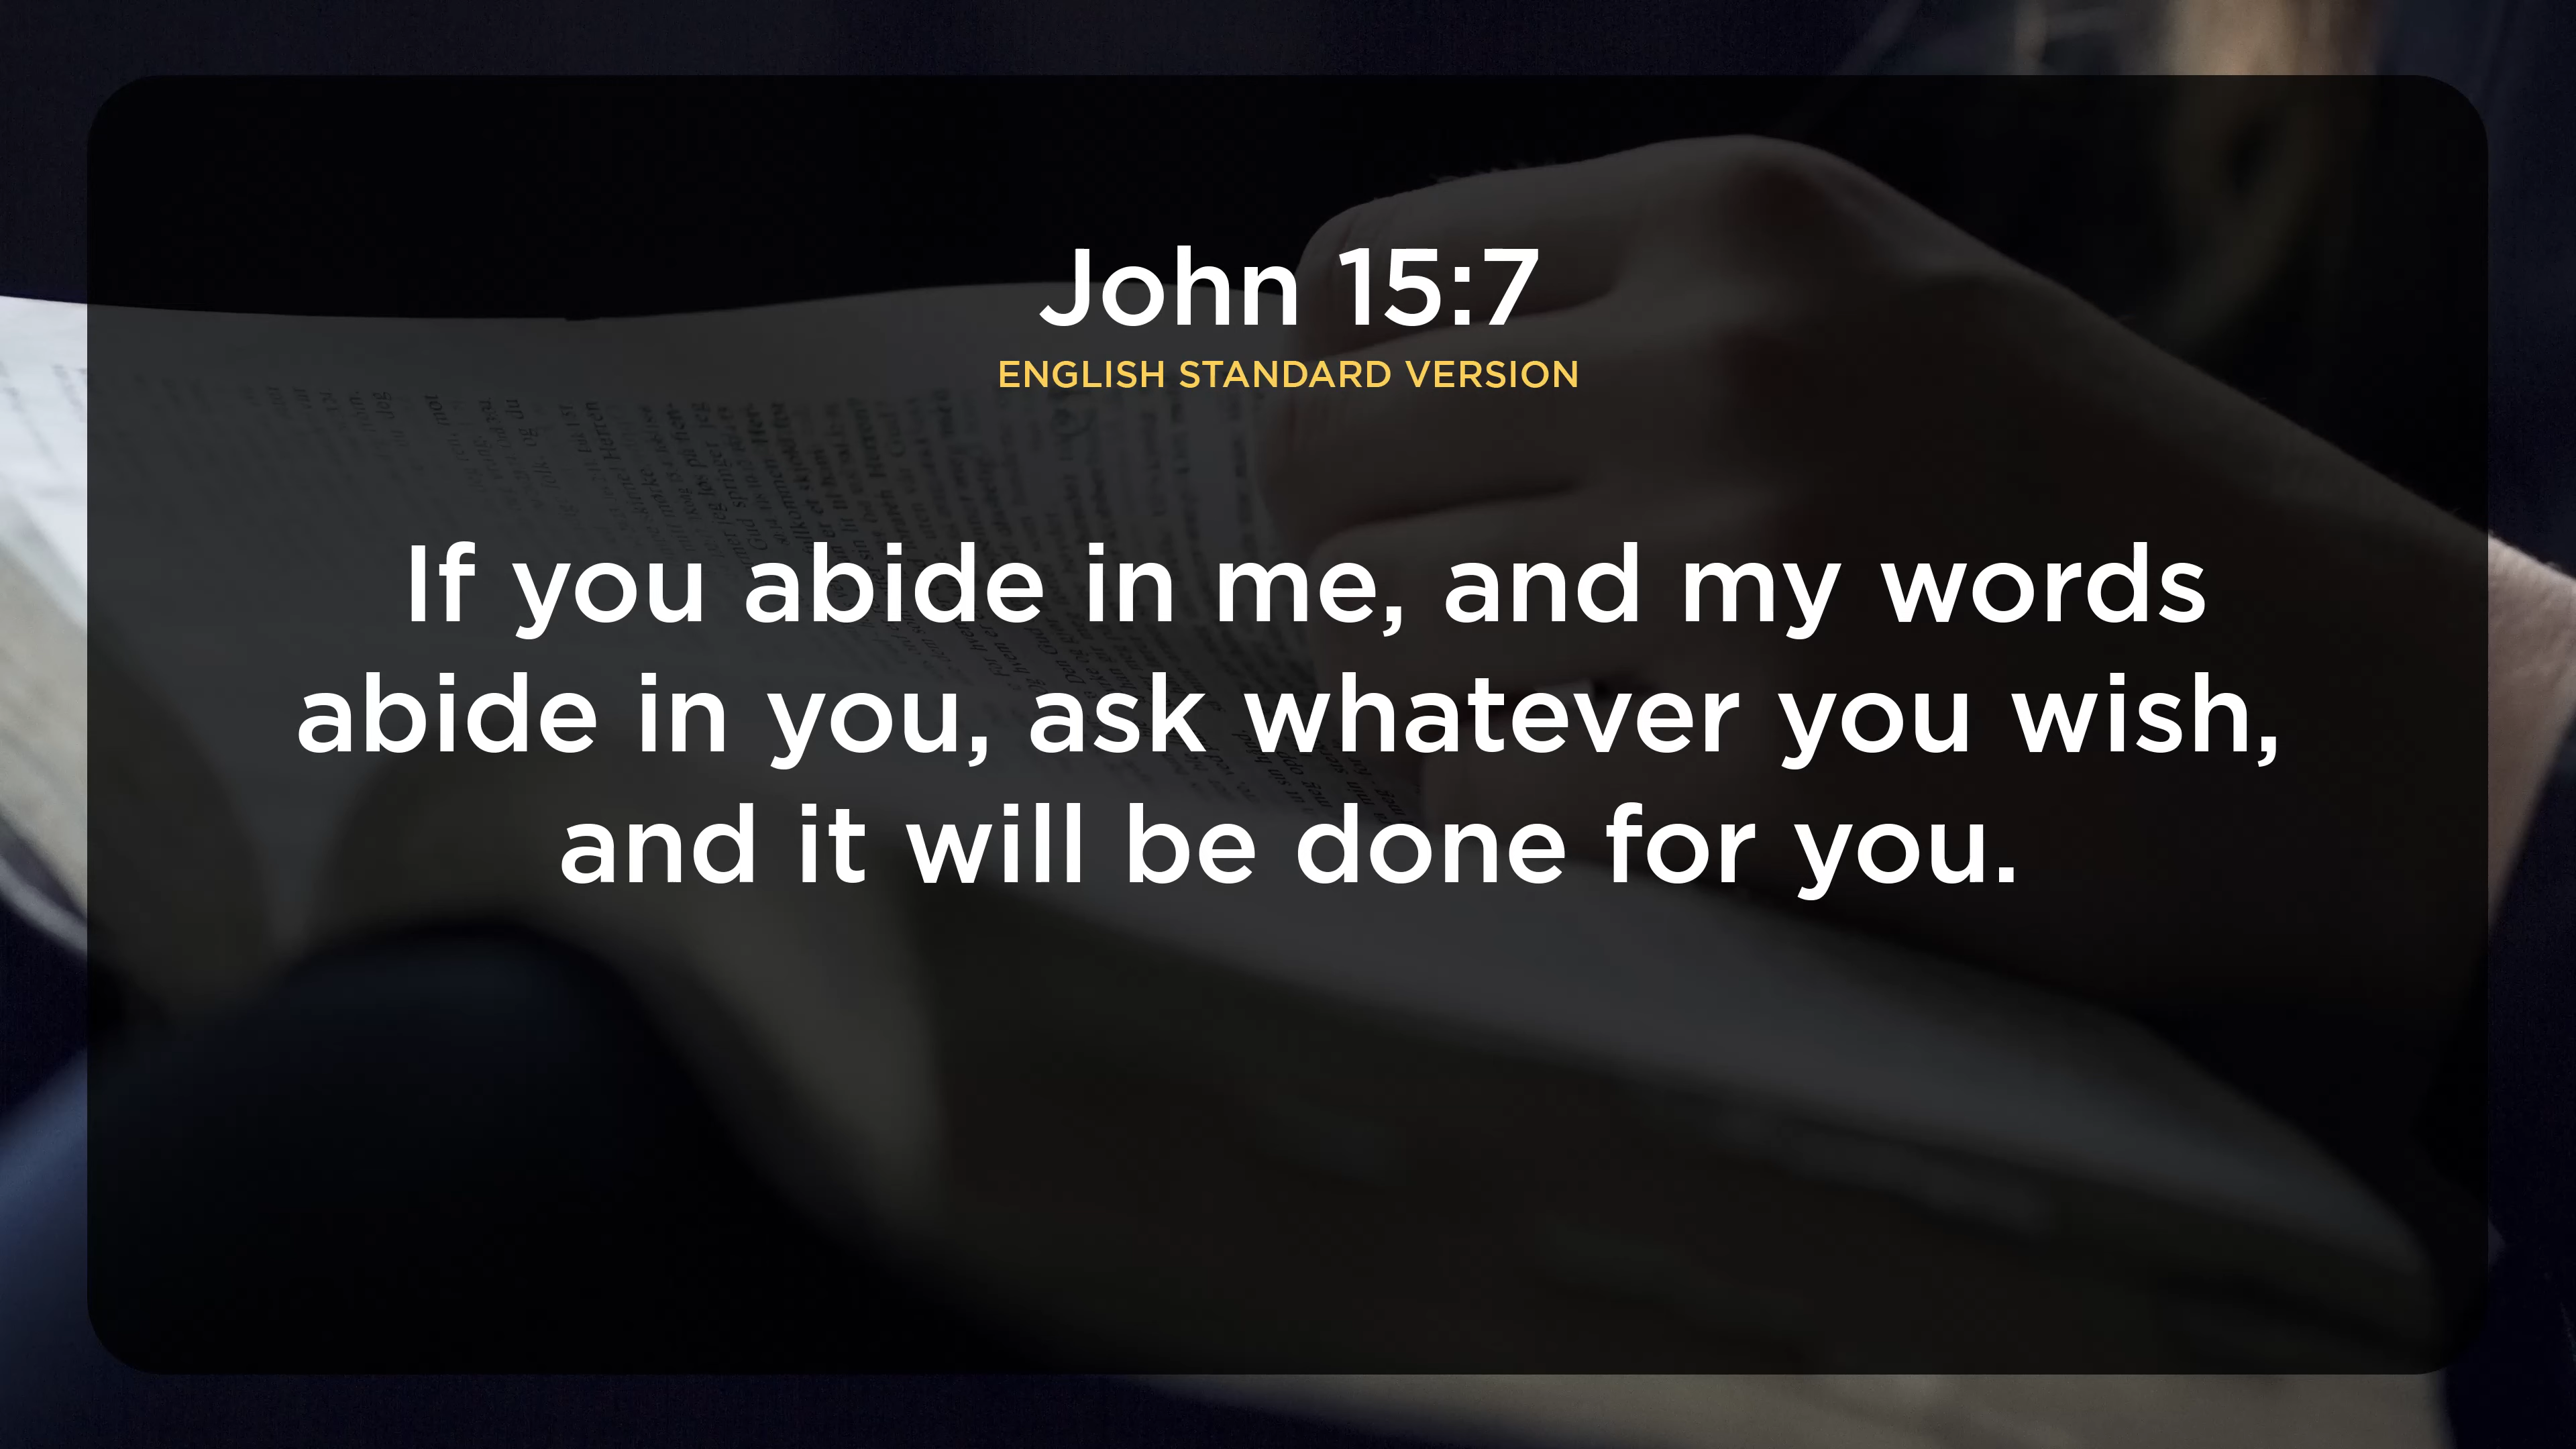 John 15:7
ENGLISH STANDARD VERSION
If you abide in me, and my words
abide in you, ask whatever you wish,
and it will be done for you.